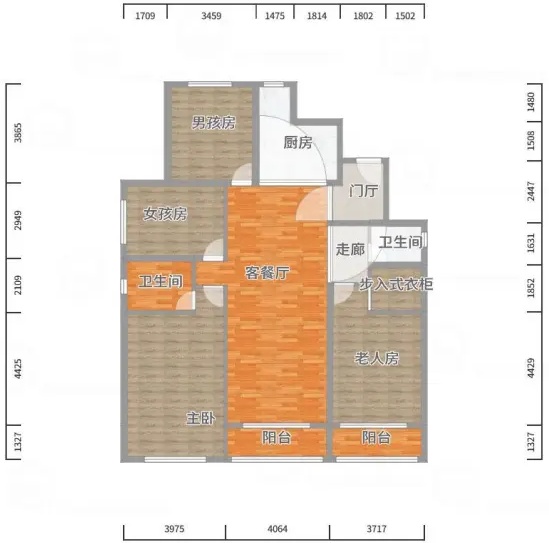 1709 3459 1475 1814 1802 1502
3865
2949
2109
4425
1327
1480
1508
2447
1631
1852
4429
1327
男孩房
厨房
门厅
女孩房
走廊
卫生间
客餐厅
卫生间
步入式衣柜
老人房
主卧
阳台
阳台
3975 4064 3717